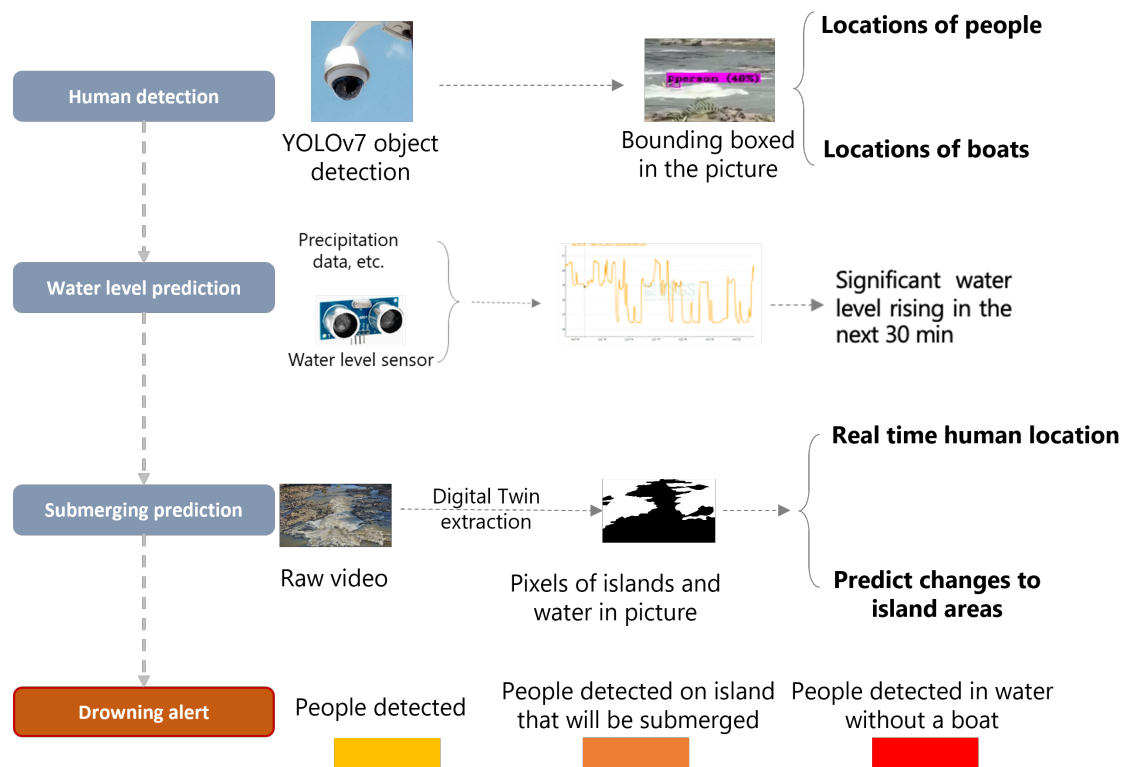 Locations of people
Human detection
pperson (49%)
YOLOv7 object
detection
Bounding boxed
in the picture
Locations of boats
Precipitation
data, etc.
Water level prediction
Water level sensor
Significant water
level rising in the
next 30 min
Real time human location
Submerging prediction
Digital Twin
extraction
Raw video
Pixels of islands and
water in picture
Predict changes to
island areas
Drowning alert
People detected
People detected on island
that will be submerged
People detected in water
without a boat